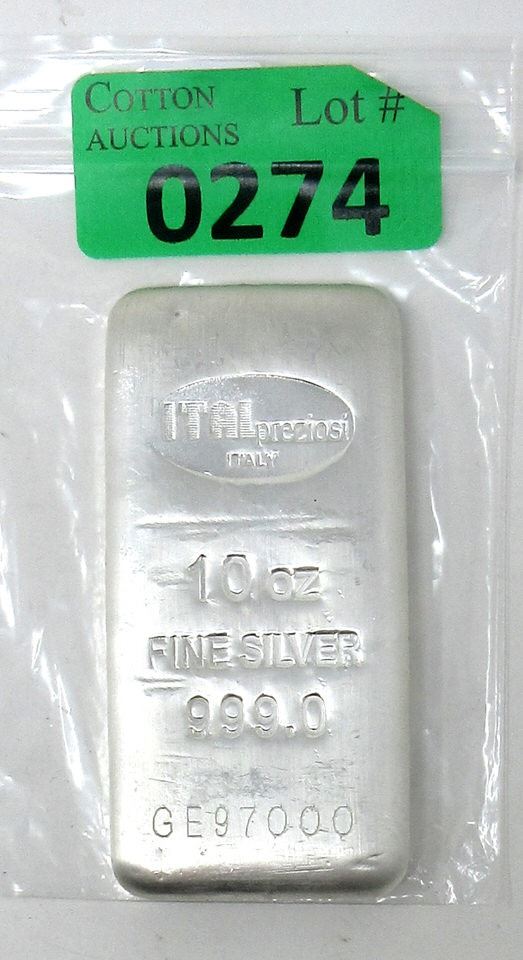 COTTON
AUCTIONS
Lot #
0274
ITALpreziosi
ITALY
10 oz
FINE SILVER
999.0
GE97000